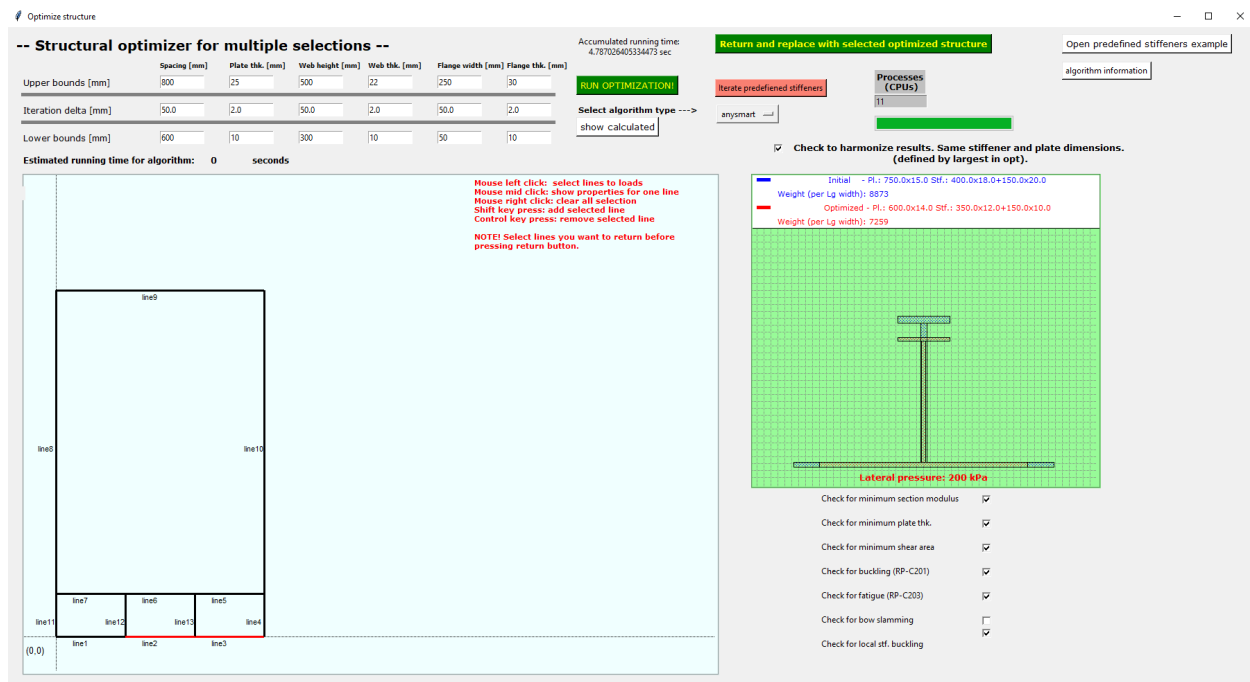 Optimize structure
-- Structural optimizer for multiple selections --
Accumulated running time:
4.787026405334473 sec
Return and replace with selected optimized structure
Open predefined stiffeners example
Spacing [mm] Plate thk. [mm] Web height [mm] Web thk. [mm] Flange width [mm] Flange thk. [mm]
Upper bounds [mm] 800 25 500 22 250 30
RUN OPTIMIZATION!
Iterate predefiened stiffeners
Processes
(CPUs)
11
algorithm information
Iteration delta [mm] 50.0 2.0 50.0 2.0 50.0 2.0
Select algorithm type --->
anysmart
show calculated
Lower bounds [mm] 600 10 300 10 50 10
Check to harmonize results. Same stiffener and plate dimensions.
(defined by largest in opt).
Estimated running time for algorithm: 0 seconds
Mouse left click: select lines to loads
Mouse mid click: show properties for one line
Mouse right click: clear all selection
Shift key press: add selected line
Control key press: remove selected line
NOTE! Select lines you want to return before
pressing return button.
Initial - Pl.: 750.0x15.0 Stf.: 400.0x18.0+150.0x20.0
Weight (per Lg width): 8873
Optimized - Pl.: 600.0x14.0 Stf.: 350.0x12.0+150.0x10.0
Weight (per Lg width): 7259
line9
line8
line10
line7
line6
line5
line11
line12
line13
line4
line1
line2
line3
(0,0)
Lateral pressure: 200 kPa
Check for minimum section modulus
Check for minimum plate thk.
Check for minimum shear area
Check for buckling (RP-C201)
Check for fatigue (RP-C203)
Check for bow slamming
Check for local stf. buckling